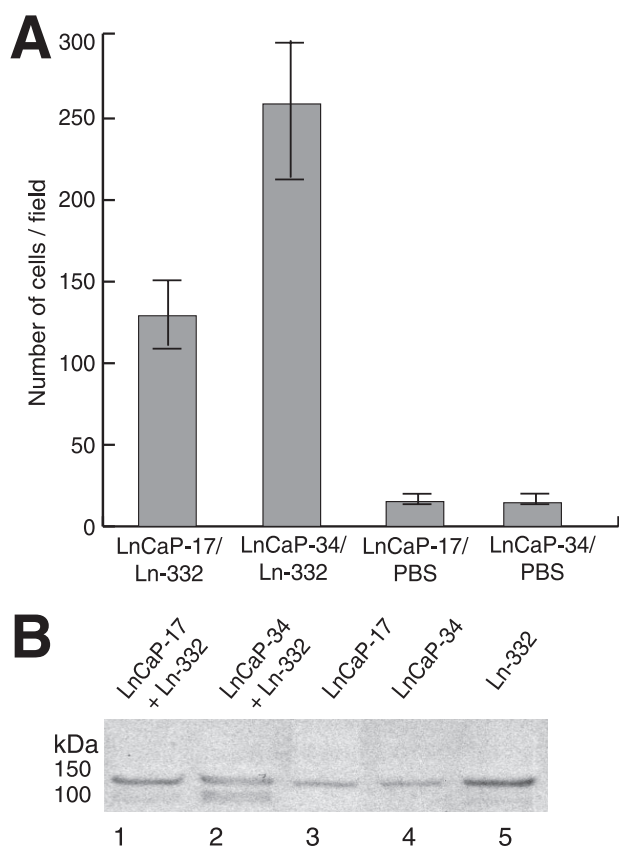 A
Number of cells / field
300
250
200
150
100
50
0
LnCaP-17/
Ln-332
LnCaP-34/
Ln-332
LnCaP-17/
PBS
LnCaP-34/
PBS
B
LnCaP-17
+ Ln-332
LnCaP-34
+ Ln-332
LnCaP-17
LnCaP-34
Ln-332
kDa
150
100
1 2 3 4 5